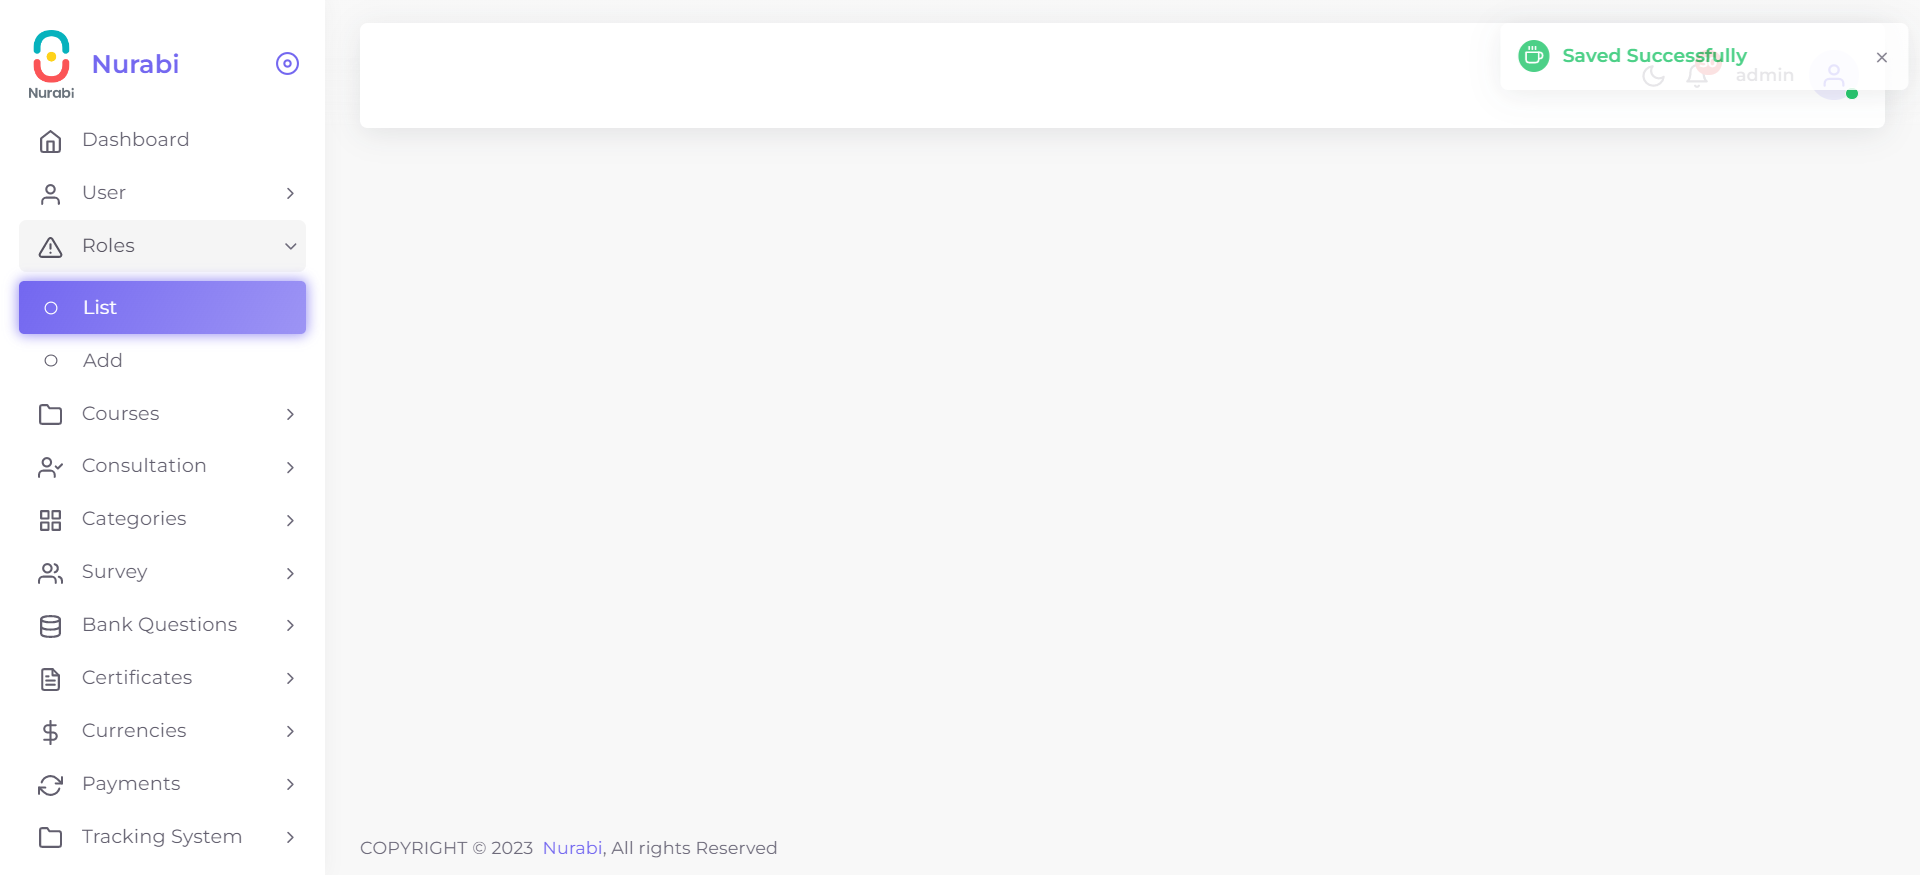 Nurabi
Nurabi
Dashboard
User
Roles
List
Add
Courses
Consultation
Categories
Survey
Bank Questions
Certificates
Currencies
Payments
Tracking System
Saved Successfully
admin
COPYRIGHT © 2023 Nurabi, All rights Reserved